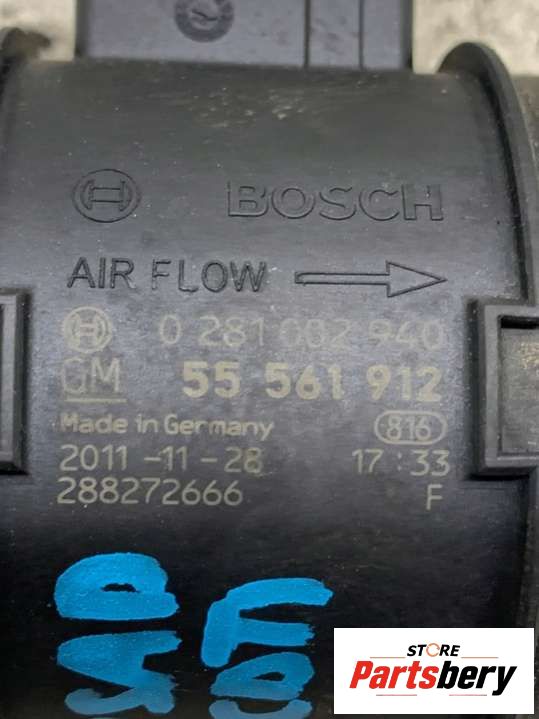 BOSCH
AIR FLOW
0 281 002 940
GM 55 561 912
Made in Germany 816
2011-11-28 17:33
288272666 F
STORE
Partsbery